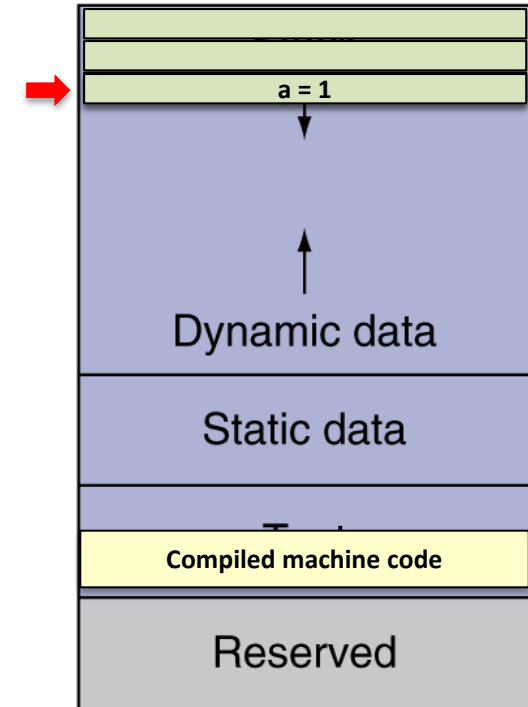 a = 1
Dynamic data
Static data
Compiled machine code
Reserved